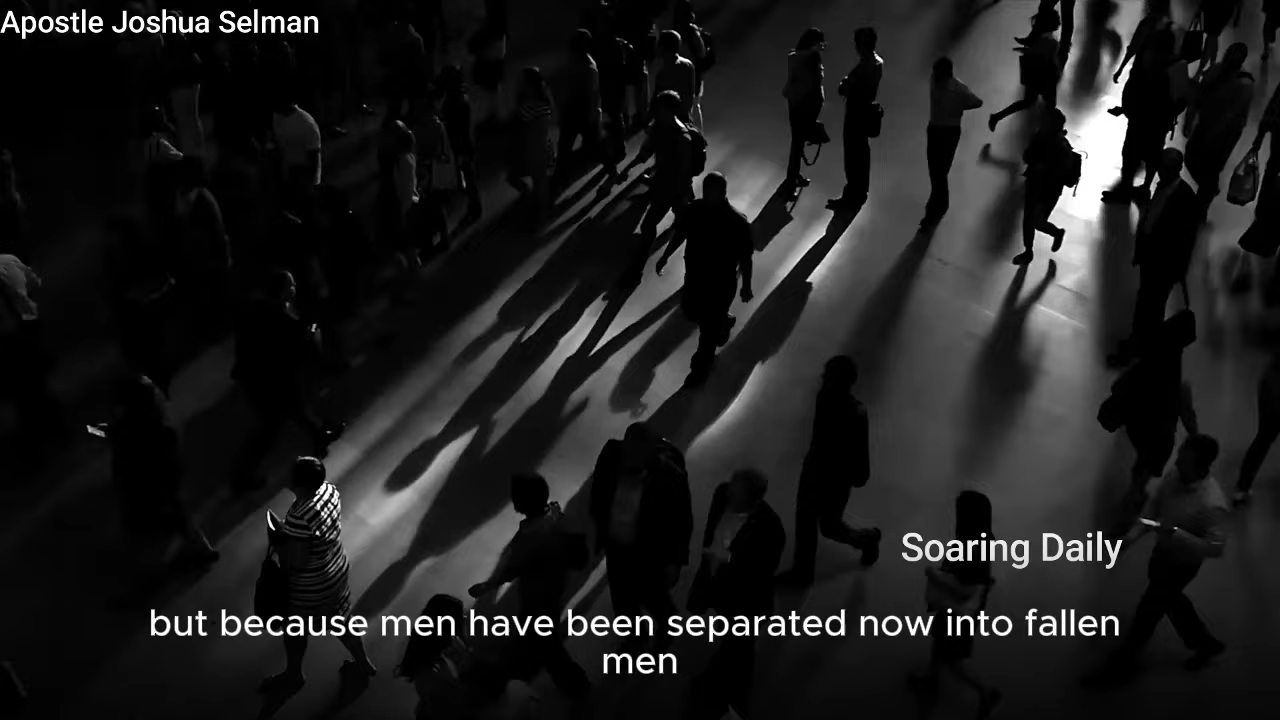 Apostle Joshua Selman
Soaring Daily
but because men have been separated now into fallen
men